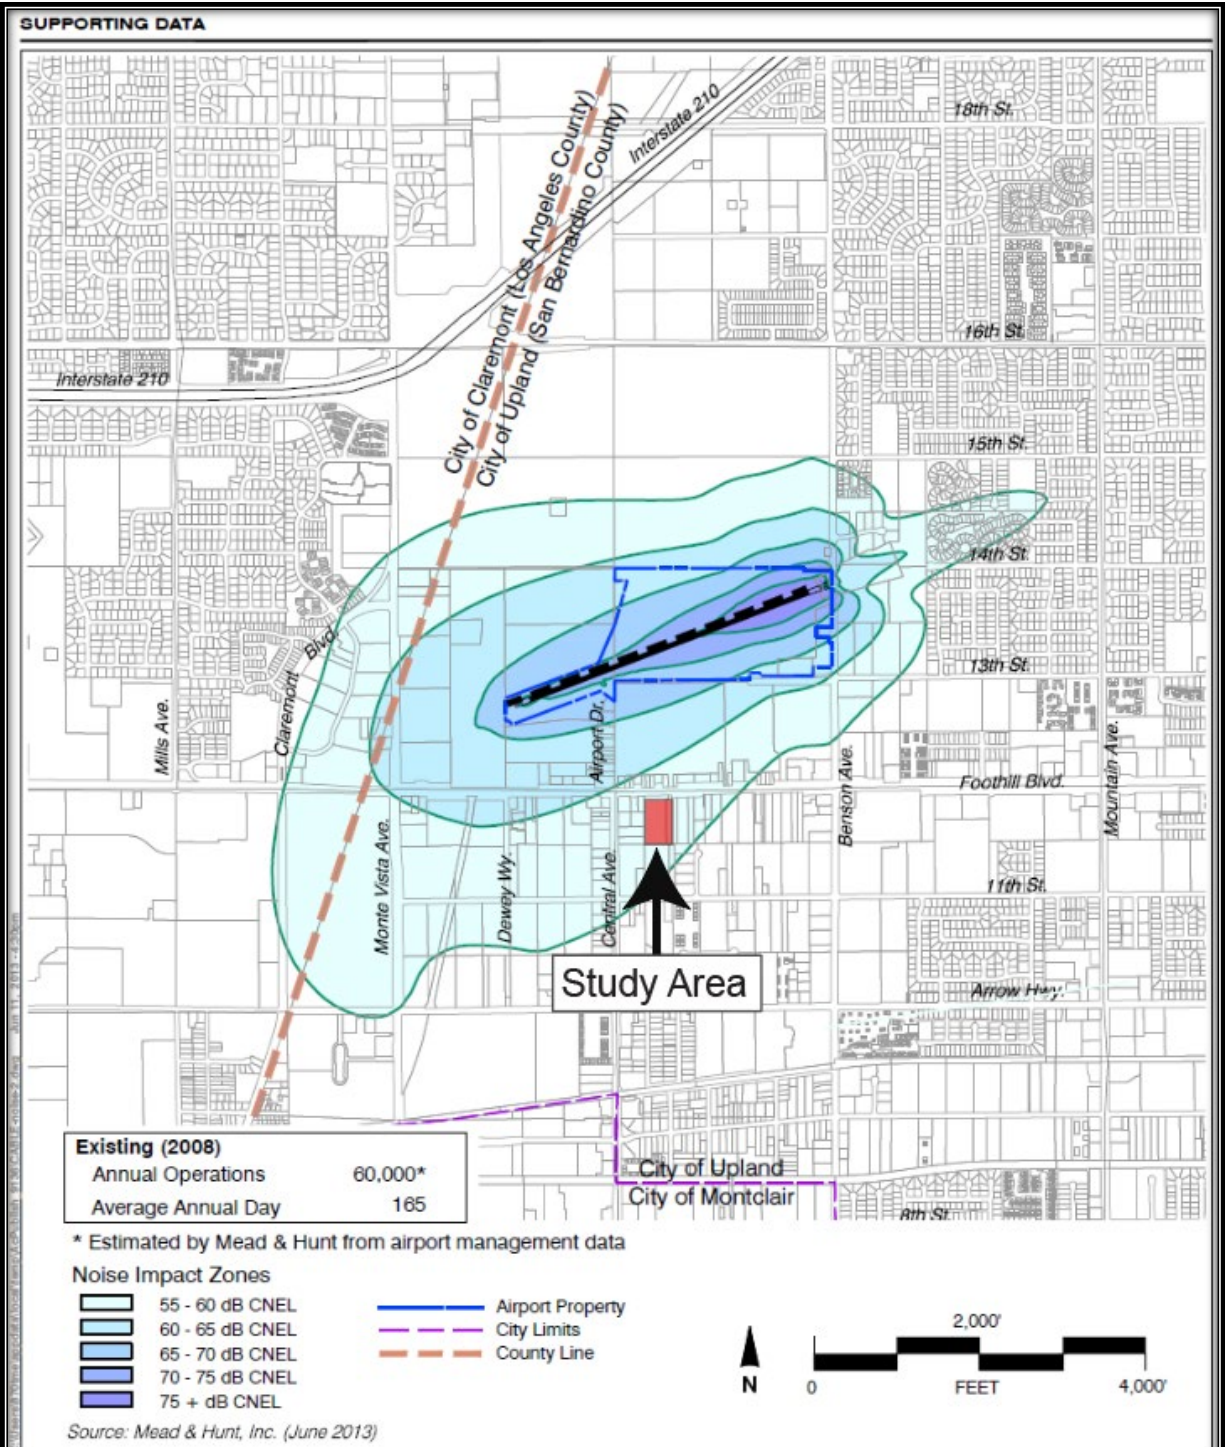 SUPPORTING DATA
18th St.
Interstate 210
City of Claremont (Los Angeles County)
City of Upland (San Bernardino County)
16th St.
Interstate 210
15th St.
14th St.
Claremont Blvd.
13th St.
Mills Ave.
Airport Dr.
Benson Ave.
Mountain Ave.
Foothill Blvd.
Monte Vista Ave.
Dewey Wy.
Central Ave.
11th St.
Study Area
Arrow Hwy.
City of Upland
City of Montclair
8th St.
Existing (2008)
Annual Operations 60,000*
Average Annual Day 165
* Estimated by Mead & Hunt from airport management data
Noise Impact Zones
55 - 60 dB CNEL
60 - 65 dB CNEL
65 - 70 dB CNEL
70 - 75 dB CNEL
75 + dB CNEL
Airport Property
City Limits
County Line
N
2,000'
0 FEET 4,000'
Source: Mead & Hunt, Inc. (June 2013)